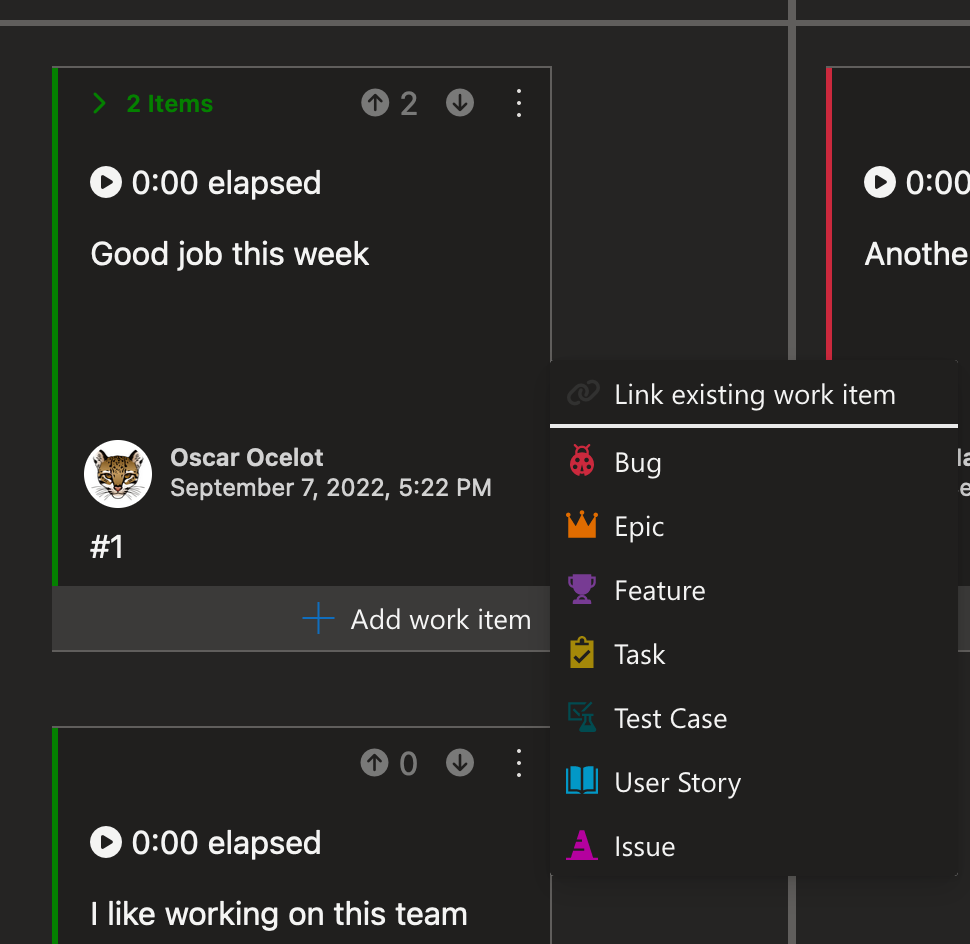 2 Items
2
0:00 elapsed
Good job this week
Oscar Ocelot
September 7, 2022, 5:22 PM
#1
Add work item
0:00
Link existing work item
Bug
Epic
Feature
Task
Test Case
User Story
Issue
0
0:00 elapsed
I like working on this team